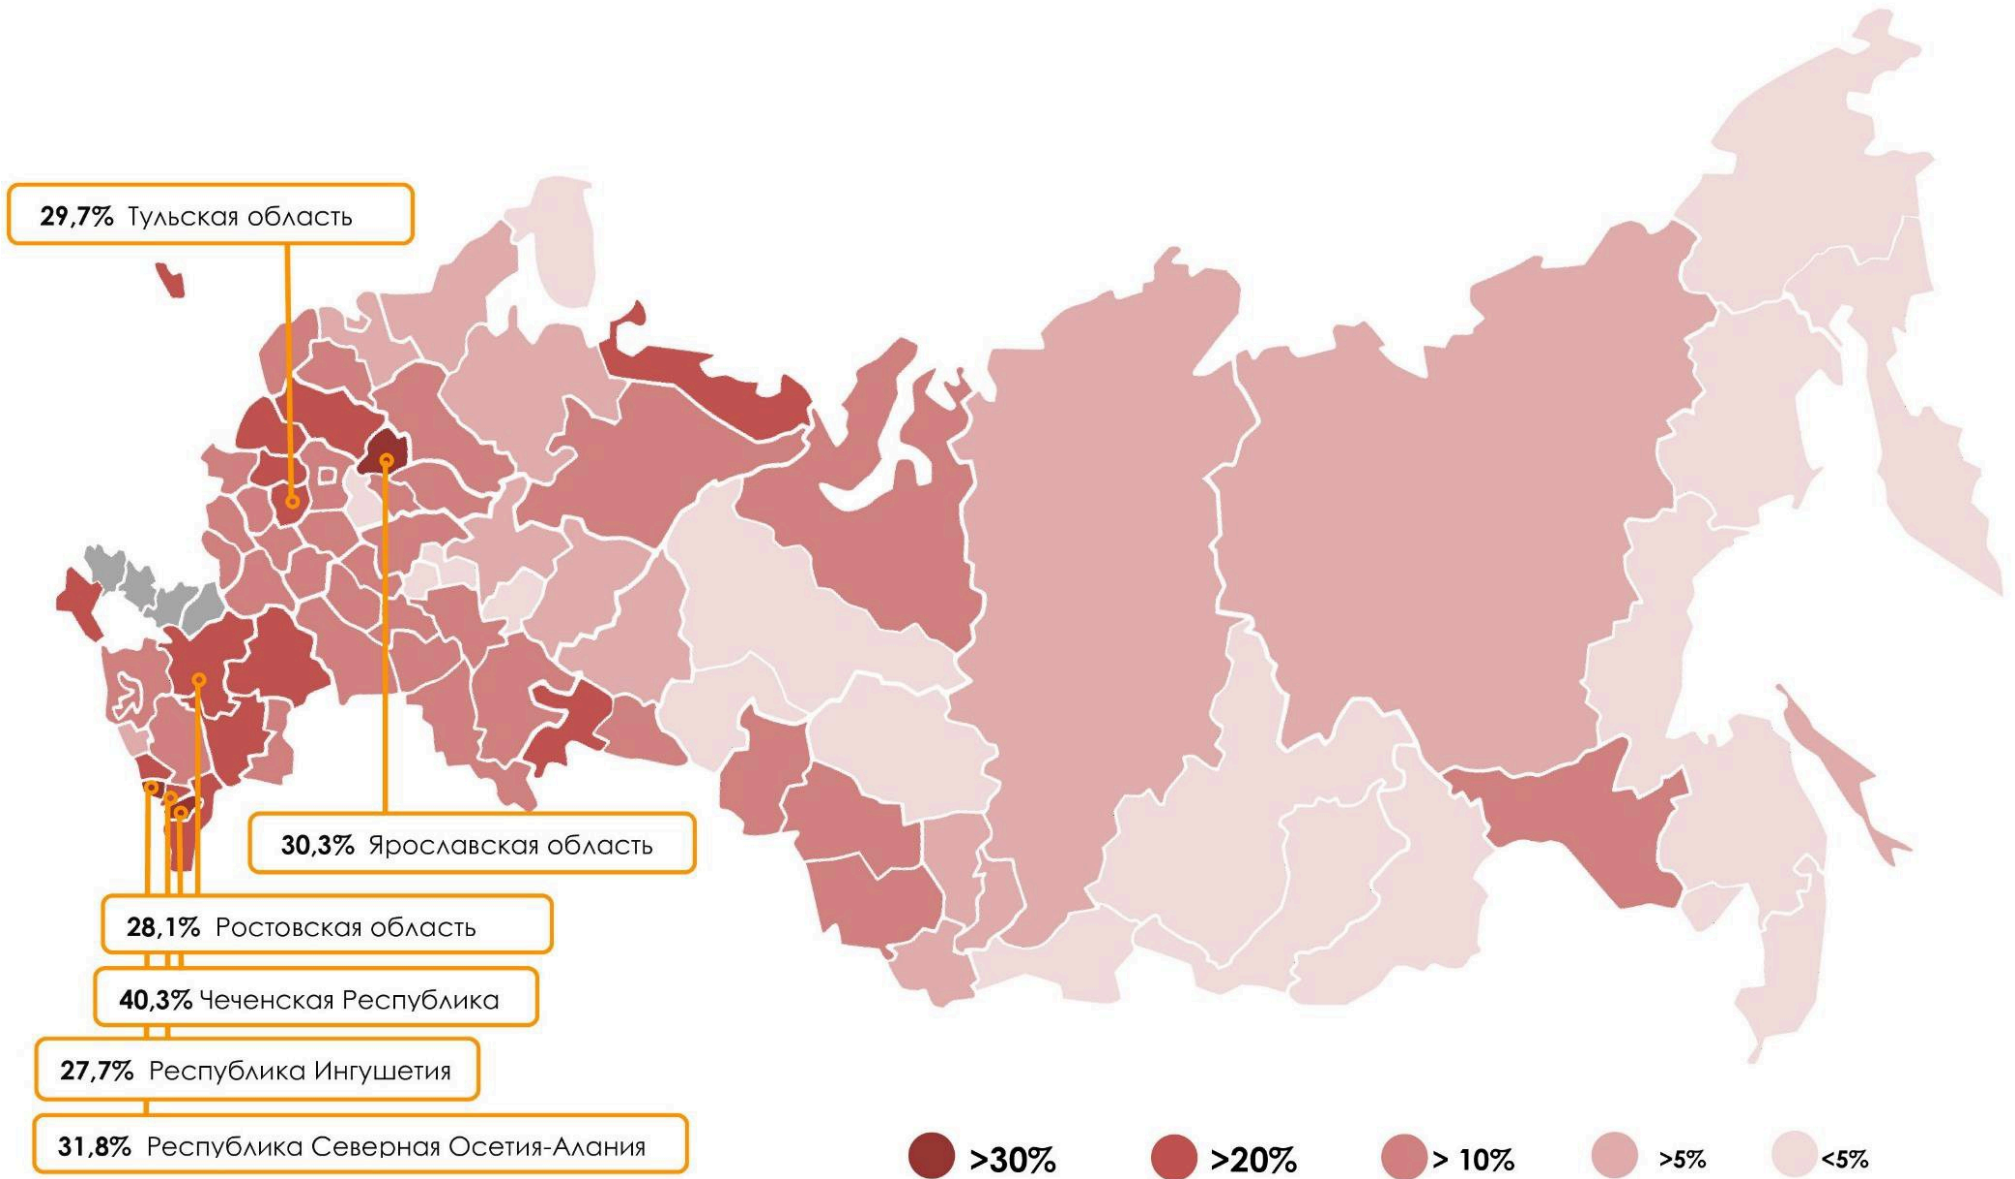 29,7% Тульская область
30,3% Ярославская область
28,1% Ростовская область
40,3% Чеченская Республика
27,7% Республика Ингушетия
31,8% Республика Северная Осетия-Алания
>30% >20% > 10% >5% <5%